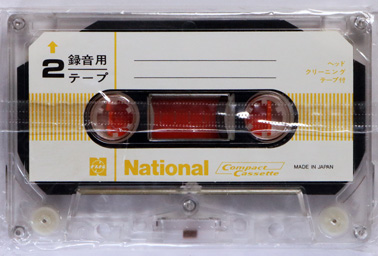 2 録音用
テープ
ヘッド
クリーニング
テープ付
National
Compact
Cassette
MADE IN JAPAN